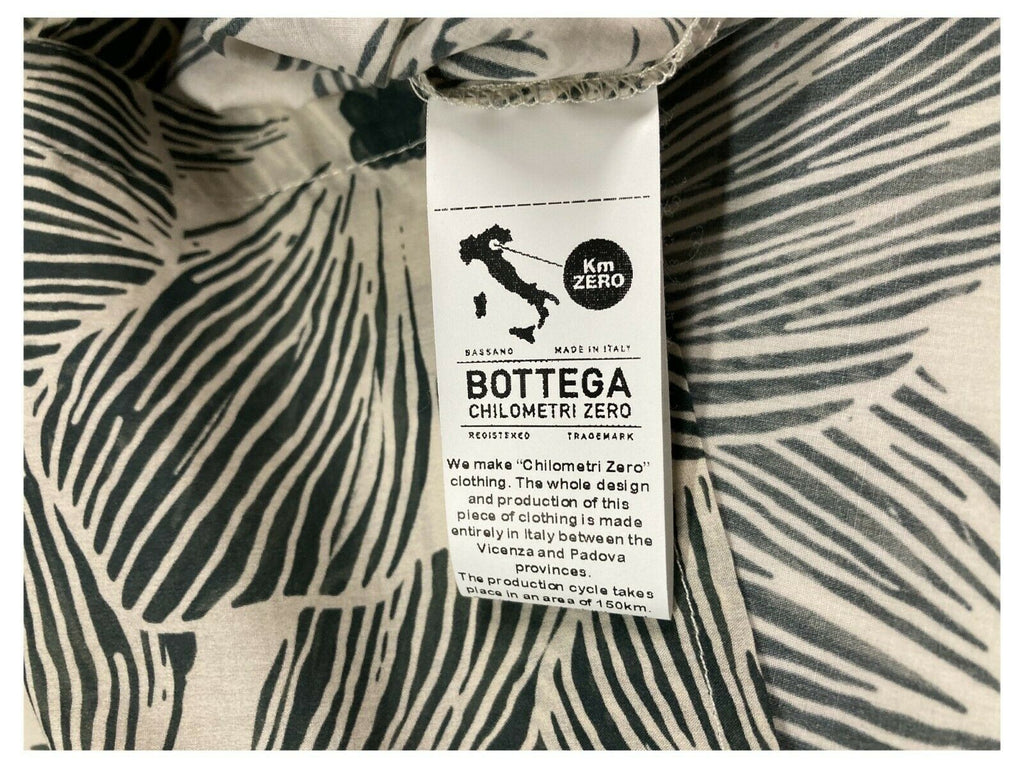 Km
ZERO
BASSANO MADE IN ITALY
BOTTEGA
CHILOMETRI ZERO
REGISTERED TRADEMARK
We make "Chilometri Zero"
clothing. The whole design
and production of this
piece of clothing is made
entirely in Italy between the
Vicenza and Padova
provinces.
The production cycle takes
place in an area of 150km.